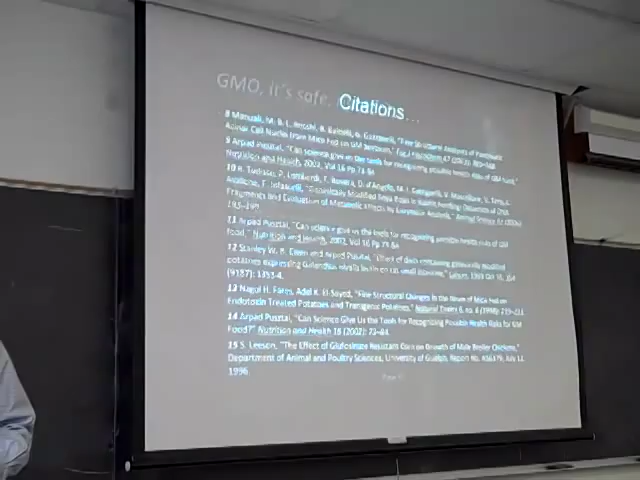 GMO, it's safe. Citations...
8 Manuela, M. B. "Fine Structural Analyses of Pancreatic
Acinar Cell Nuclei from Mice Fed on GM Soybean," 47 (2003)
9 Arpad Pusztai, "Can science give us the tools for recognizing possible health risks of GM food,"
Nutrition and Health, 2002, Vol 16 Pp 73-84
10 R. Tudisco, P. Lombardi, F. Bovera, D. d'Angelo, M. I. Cutrignelli, V. Mastellone, V. Terzi, L.
Avallone, F. Infascelli, "Genetically Modified Soya Bean in Rabbit Feeding: Detection of DNA
Fragments and Evaluation of Metabolic Effects by Enzymatic Analysis," Animal Science 82 (2006)
193-199
11 Arpad Pusztai, "Can science give us the tools for recognizing possible health risks of GM
food," Nutrition and Health, 2002, Vol 16 Pp 73-84
12 Stanley W. B. Ewen and Arpad Pusztai, "Effect of diets containing genetically modified
potatoes expressing Galanthus nivalis lectin on rat small intestine," Lancet, 1999 Oct 16, 354
(9187): 1353-4.
13 Nagui H. Fares, Adel K. El-Sayed, "Fine Structural Changes in the Ileum of Mice Fed on
Endotoxin Treated Potatoes and Transgenic Potatoes," Natural Toxins 6, no. 6 (1998): 219-233
14 Arpad Pusztai, "Can Science Give Us the Tools for Recognizing Possible Health Risks for GM
Food?" Nutrition and Health 16 (2002): 73-84.
15 S. Leeson, "The Effect of Glufosinate Resistant Corn on Growth of Male Broiler Chickens,"
Department of Animal and Poultry Sciences, University of Guelph, Report No. A56379, July 12,
1996